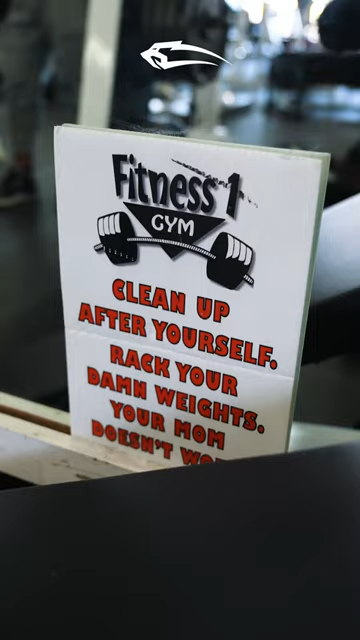 Fitness 1
GYM
CLEAN UP
AFTER YOURSELF.
RACK YOUR
DAMN WEIGHTS.
YOUR MOM
DOESN'T